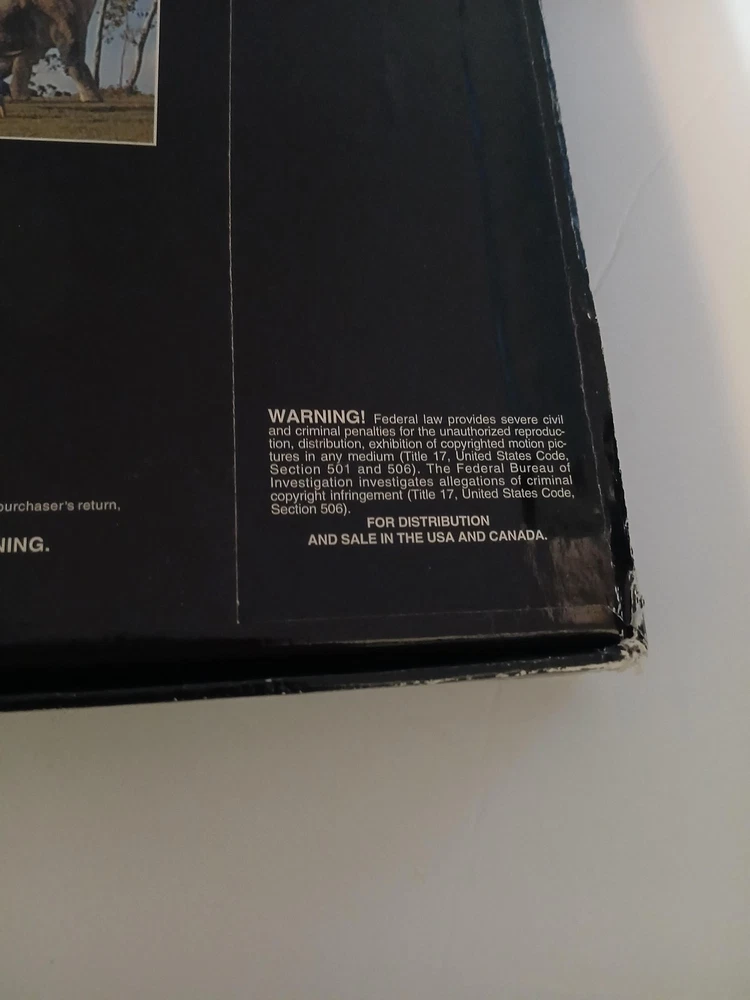 WARNING! Federal law provides severe civil
and criminal penalties for the unauthorized reproduc-
tion, distribution, exhibition of copyrighted motion pic-
tures in any medium (Title 17, United States Code,
Section 501 and 506). The Federal Bureau of
Investigation investigates allegations of criminal
copyright infringement (Title 17, United States Code,
Section 506).
FOR DISTRIBUTION
AND SALE IN THE USA AND CANADA.
purchaser's return,
NING.